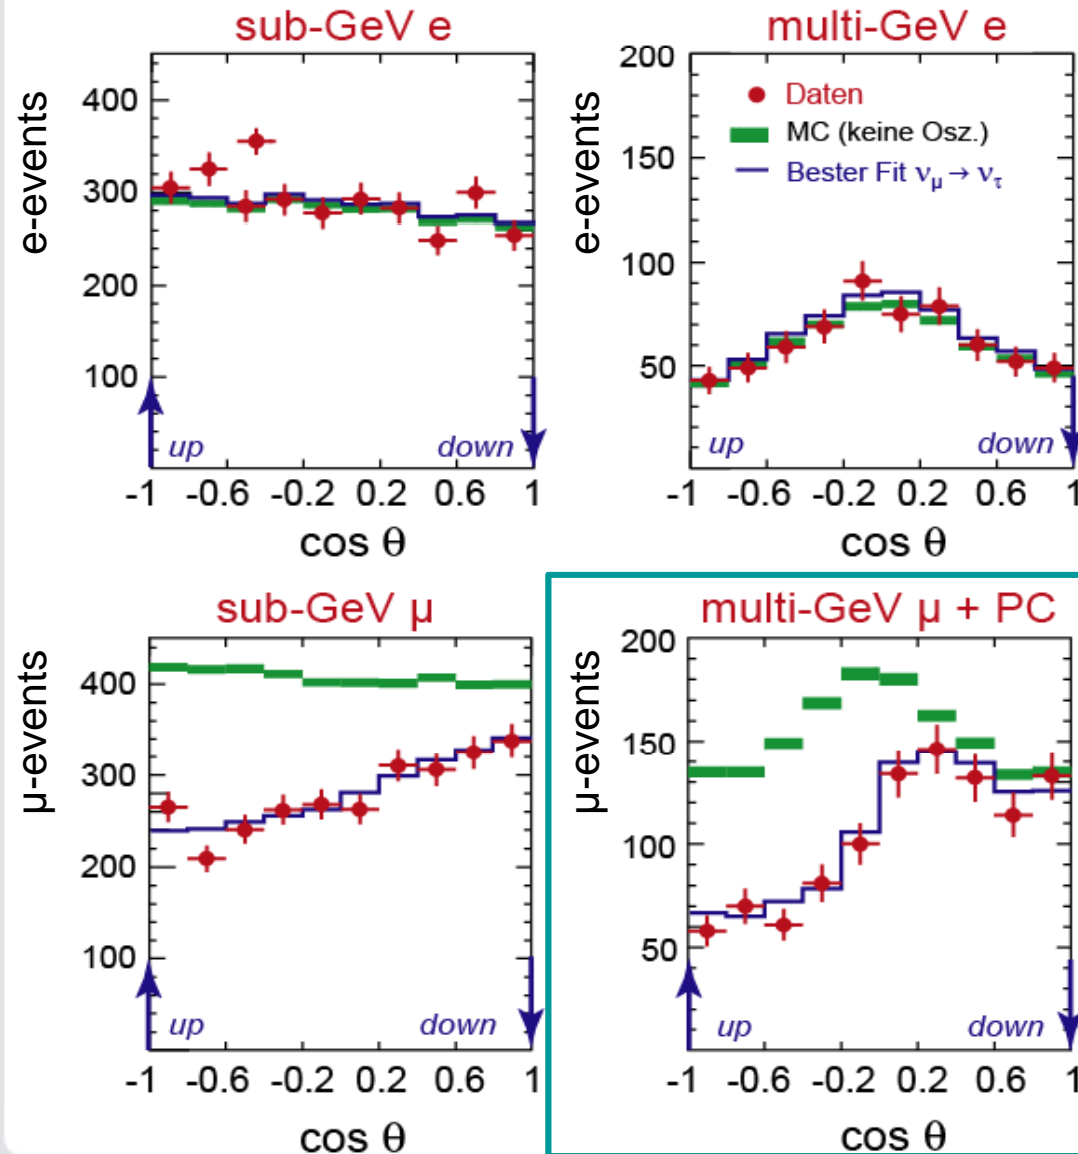 sub-GeV e
e-events
400
300
200
100
up
down
-1 -0.6 -0.2 0.2 0.6 1
cos θ
multi-GeV e
e-events
200
150
100
50
Daten
MC (keine Osz.)
Bester Fit νμ → ντ
up
down
-1 -0.6 -0.2 0.2 0.6 1
cos θ
sub-GeV μ
μ-events
400
300
200
100
up
down
-1 -0.6 -0.2 0.2 0.6 1
cos θ
multi-GeV μ + PC
μ-events
200
150
100
50
up
down
-1 -0.6 -0.2 0.2 0.6 1
cos θ